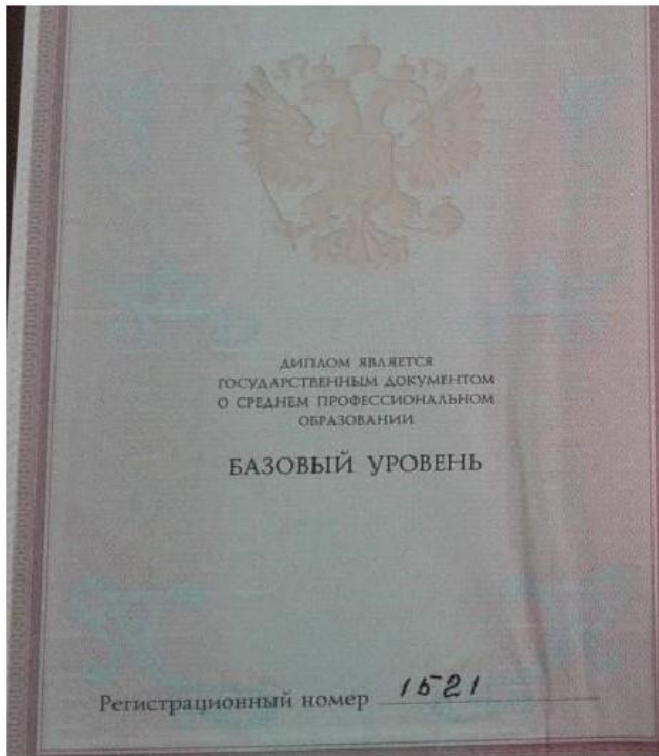 ДИПЛОМ ЯВЛЯЕТСЯ
ГОСУДАРСТВЕННЫМ ДОКУМЕНТОМ
О СРЕДНЕМ ПРОФЕССИОНАЛЬНОМ
ОБРАЗОВАНИИ
БАЗОВЫЙ УРОВЕНЬ
Регистрационный номер 1521